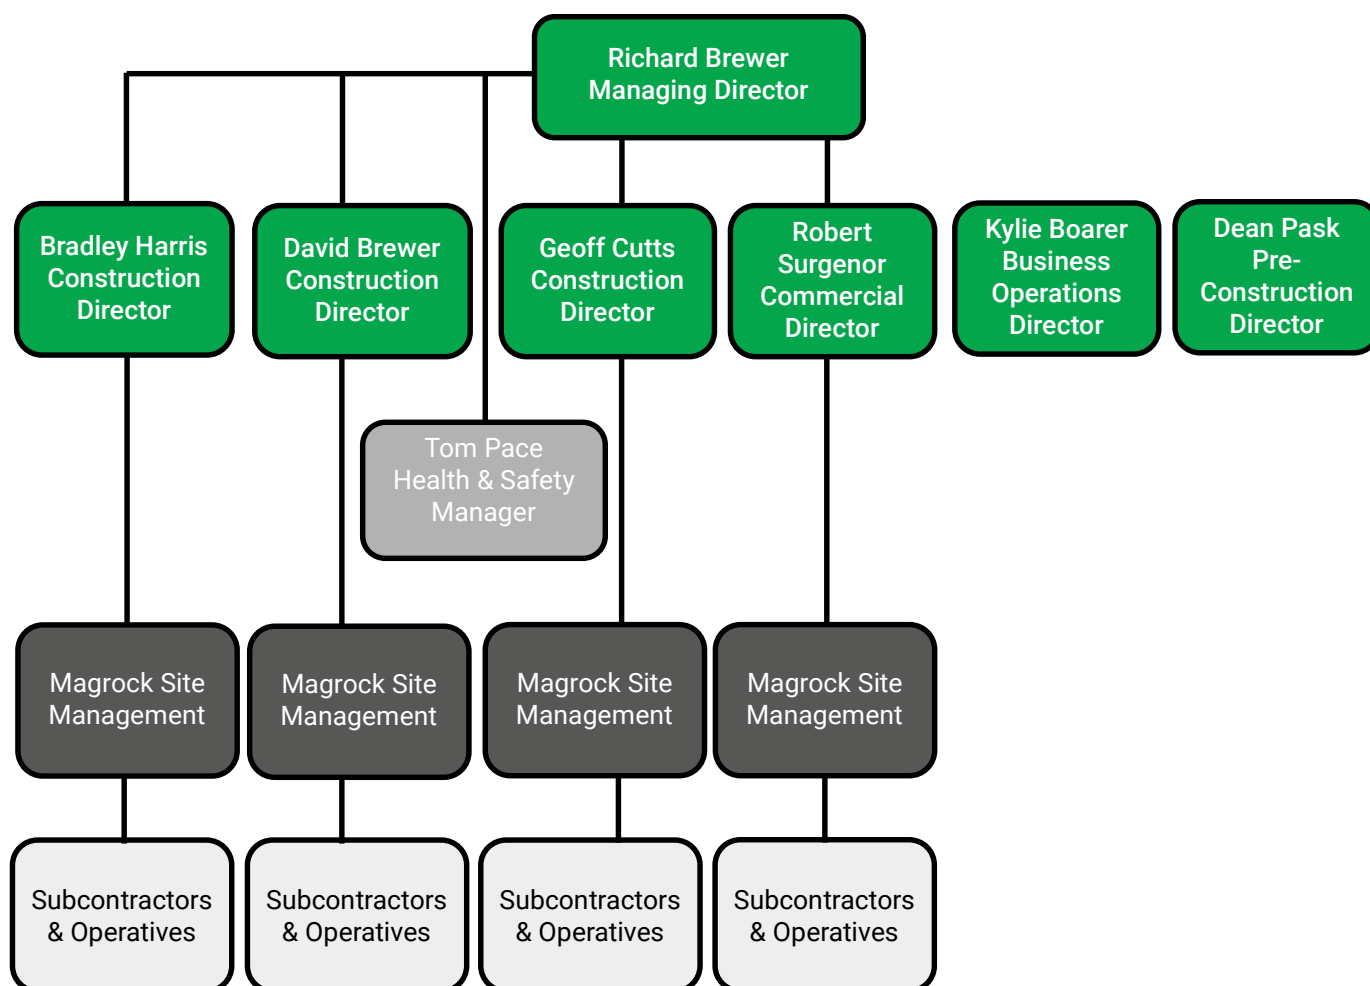 Richard Brewer
Managing Director
Bradley Harris
Construction
Director
David Brewer
Construction
Director
Geoff Cutts
Construction
Director
Robert
Surgenor
Commercial
Director
Kylie Boarer
Business
Operations
Director
Dean Pask
Pre-
Construction
Director
Tom Pace
Health & Safety
Manager
Magrock Site
Management
Magrock Site
Management
Magrock Site
Management
Magrock Site
Management
Subcontractors
& Operatives
Subcontractors
& Operatives
Subcontractors
& Operatives
Subcontractors
& Operatives